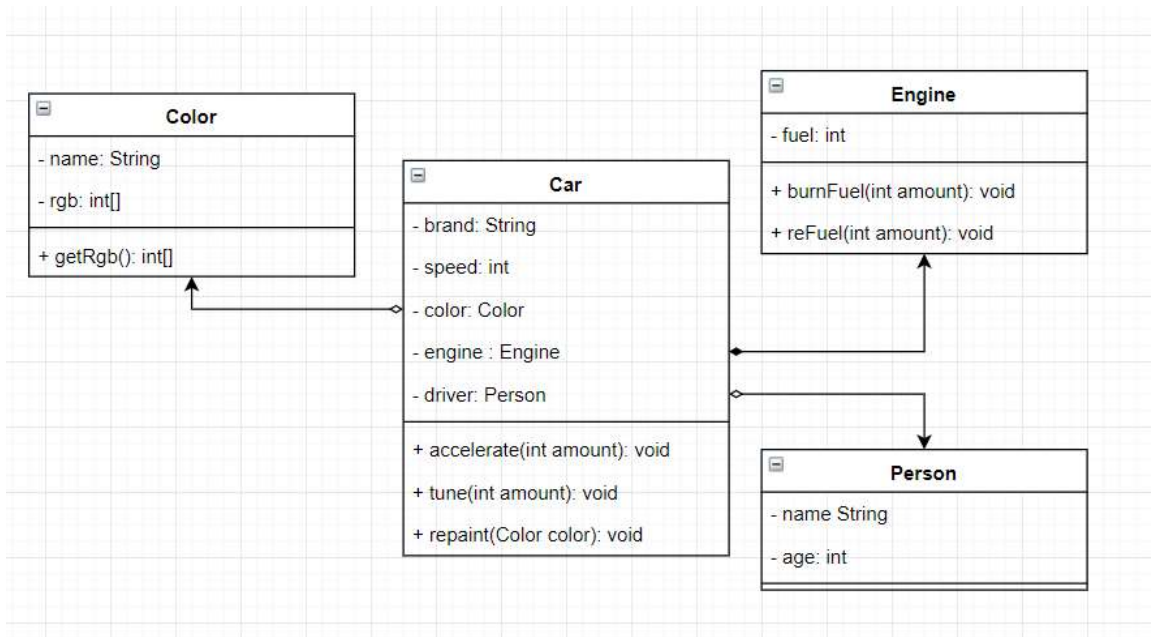 Color
- name: String
- rgb: int[]
+ getRgb(): int[]
Car
- brand: String
- speed: int
- color: Color
- engine : Engine
- driver: Person
+ accelerate(int amount): void
+ tune(int amount): void
+ repaint(Color color): void
Engine
- fuel: int
+ burnFuel(int amount): void
+ reFuel(int amount): void
Person
- name String
- age: int